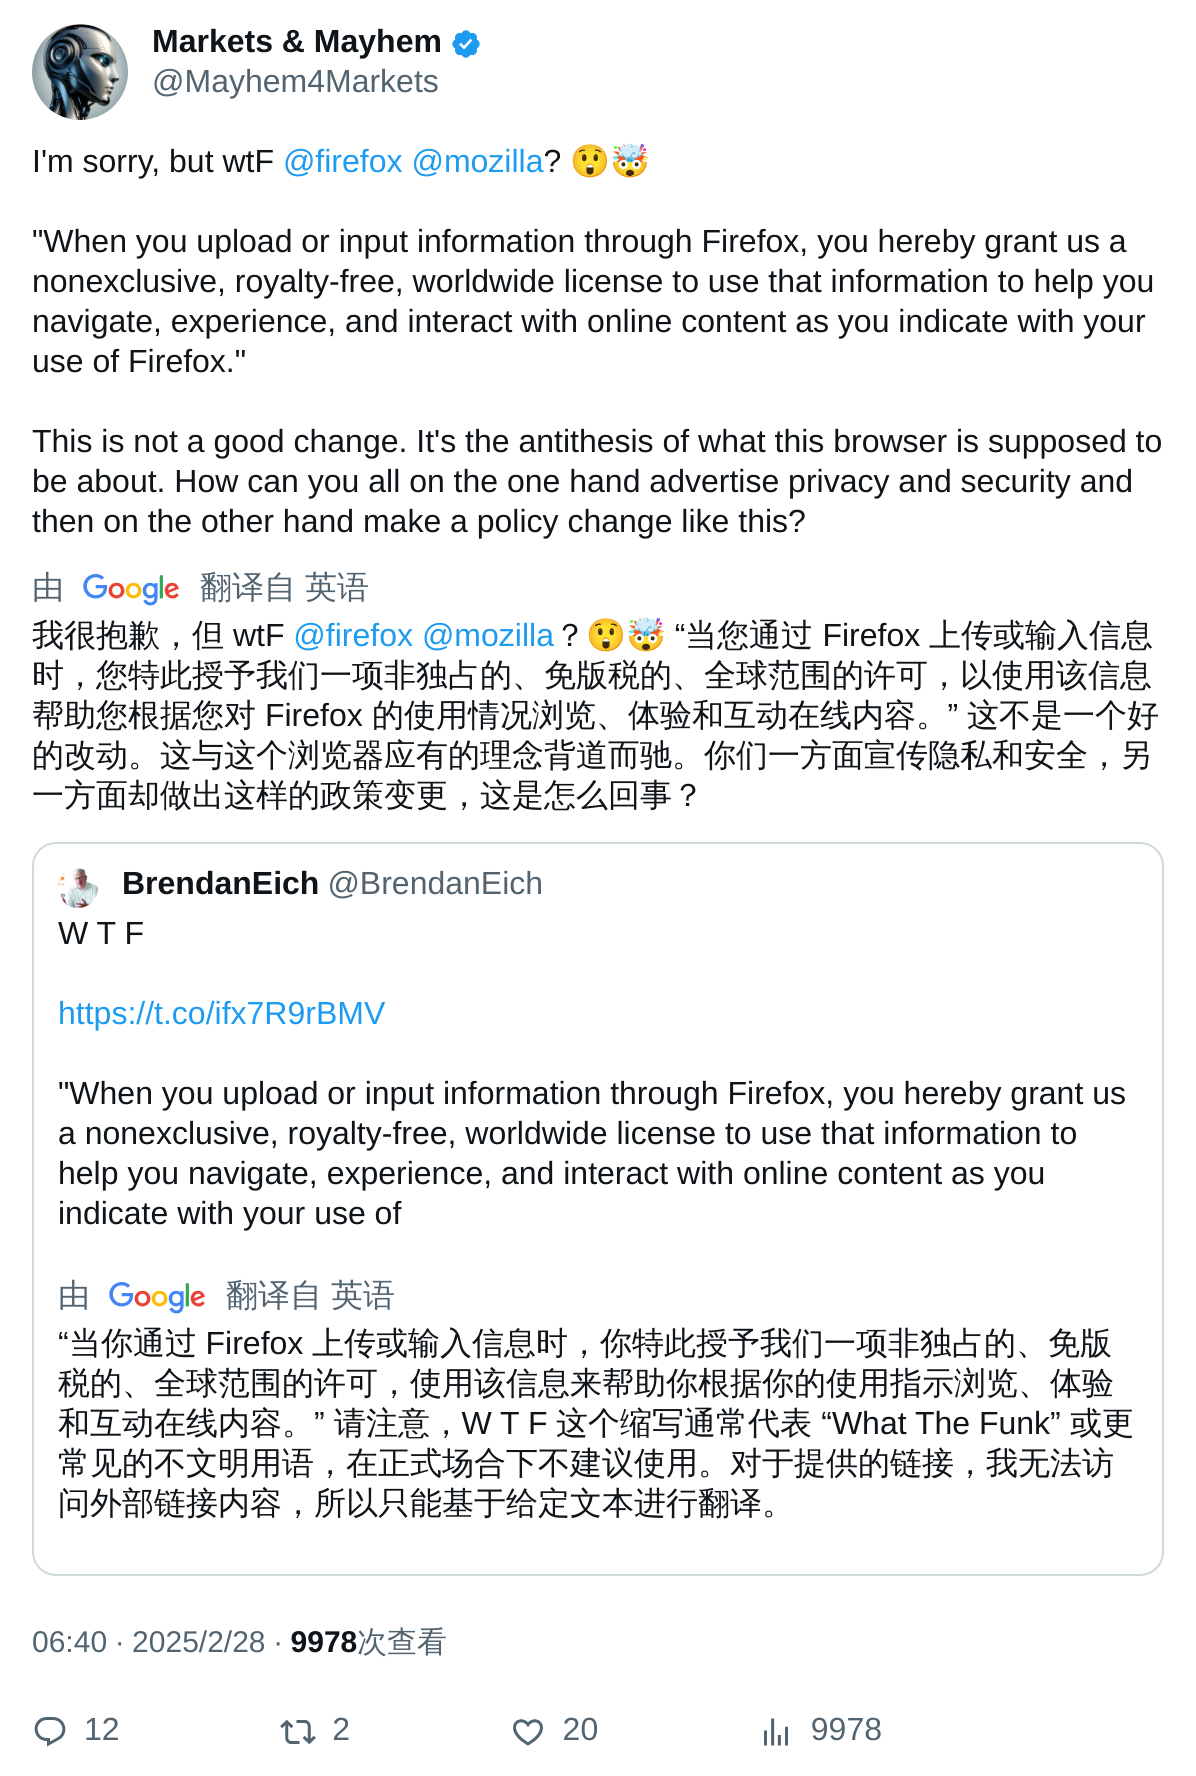 Markets & Mayhem
@Mayhem4Markets
I'm sorry, but wtF @firefox @mozilla? 😲🤯
"When you upload or input information through Firefox, you hereby grant us a
nonexclusive, royalty-free, worldwide license to use that information to help you
navigate, experience, and interact with online content as you indicate with your
use of Firefox."
This is not a good change. It's the antithesis of what this browser is supposed to
be about. How can you all on the one hand advertise privacy and security and
then on the other hand make a policy change like this?
由 Google 翻译自 英语
我很抱歉，但 wtF @firefox @mozilla？😲🤯 “当您通过 Firefox 上传或输入信息
时，您特此授予我们一项非独占的、免版税的、全球范围的许可，以使用该信息
帮助您根据您对 Firefox 的使用情况浏览、体验和互动在线内容。” 这不是一个好
的改动。这与这个浏览器应有的理念背道而驰。你们一方面宣传隐私和安全，另
一方面却做出这样的政策变更，这是怎么回事？
BrendanEich @BrendanEich
W T F
https://t.co/ifx7R9rBMV
"When you upload or input information through Firefox, you hereby grant us
a nonexclusive, royalty-free, worldwide license to use that information to
help you navigate, experience, and interact with online content as you
indicate with your use of
由 Google 翻译自 英语
“当你通过 Firefox 上传或输入信息时，你特此授予我们一项非独占的、免版
税的、全球范围的许可，使用该信息来帮助你根据你的使用指示浏览、体验
和互动在线内容。” 请注意，W T F 这个缩写通常代表 “What The Funk” 或更
常见的不文明用语，在正式场合下不建议使用。对于提供的链接，我无法访
问外部链接内容，所以只能基于给定文本进行翻译。
06:40 · 2025/2/28 · 9978次查看
12 2 20 9978